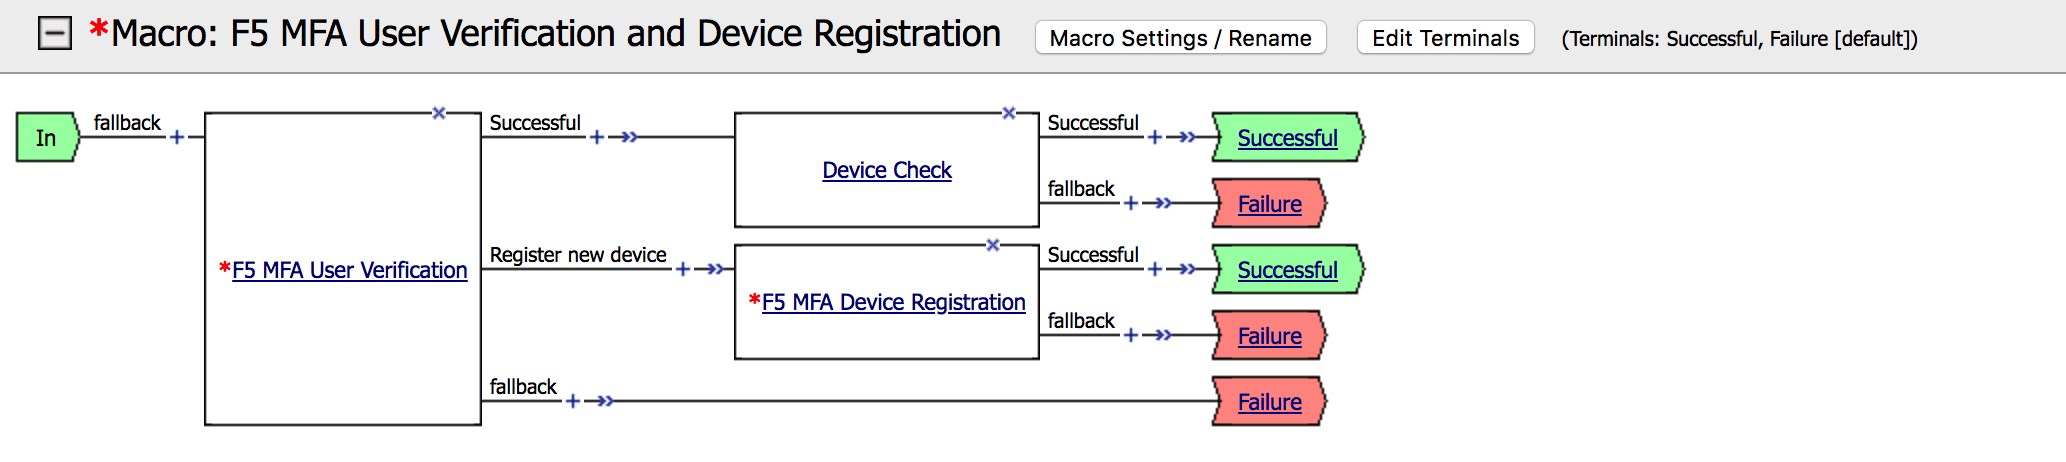 *Macro: F5 MFA User Verification and Device Registration Macro Settings / Rename Edit Terminals (Terminals: Successful, Failure [default])
In fallback
*F5 MFA User Verification
Successful
Device Check
Successful Successful
fallback Failure
Register new device
*F5 MFA Device Registration
Successful Successful
fallback Failure
fallback Failure